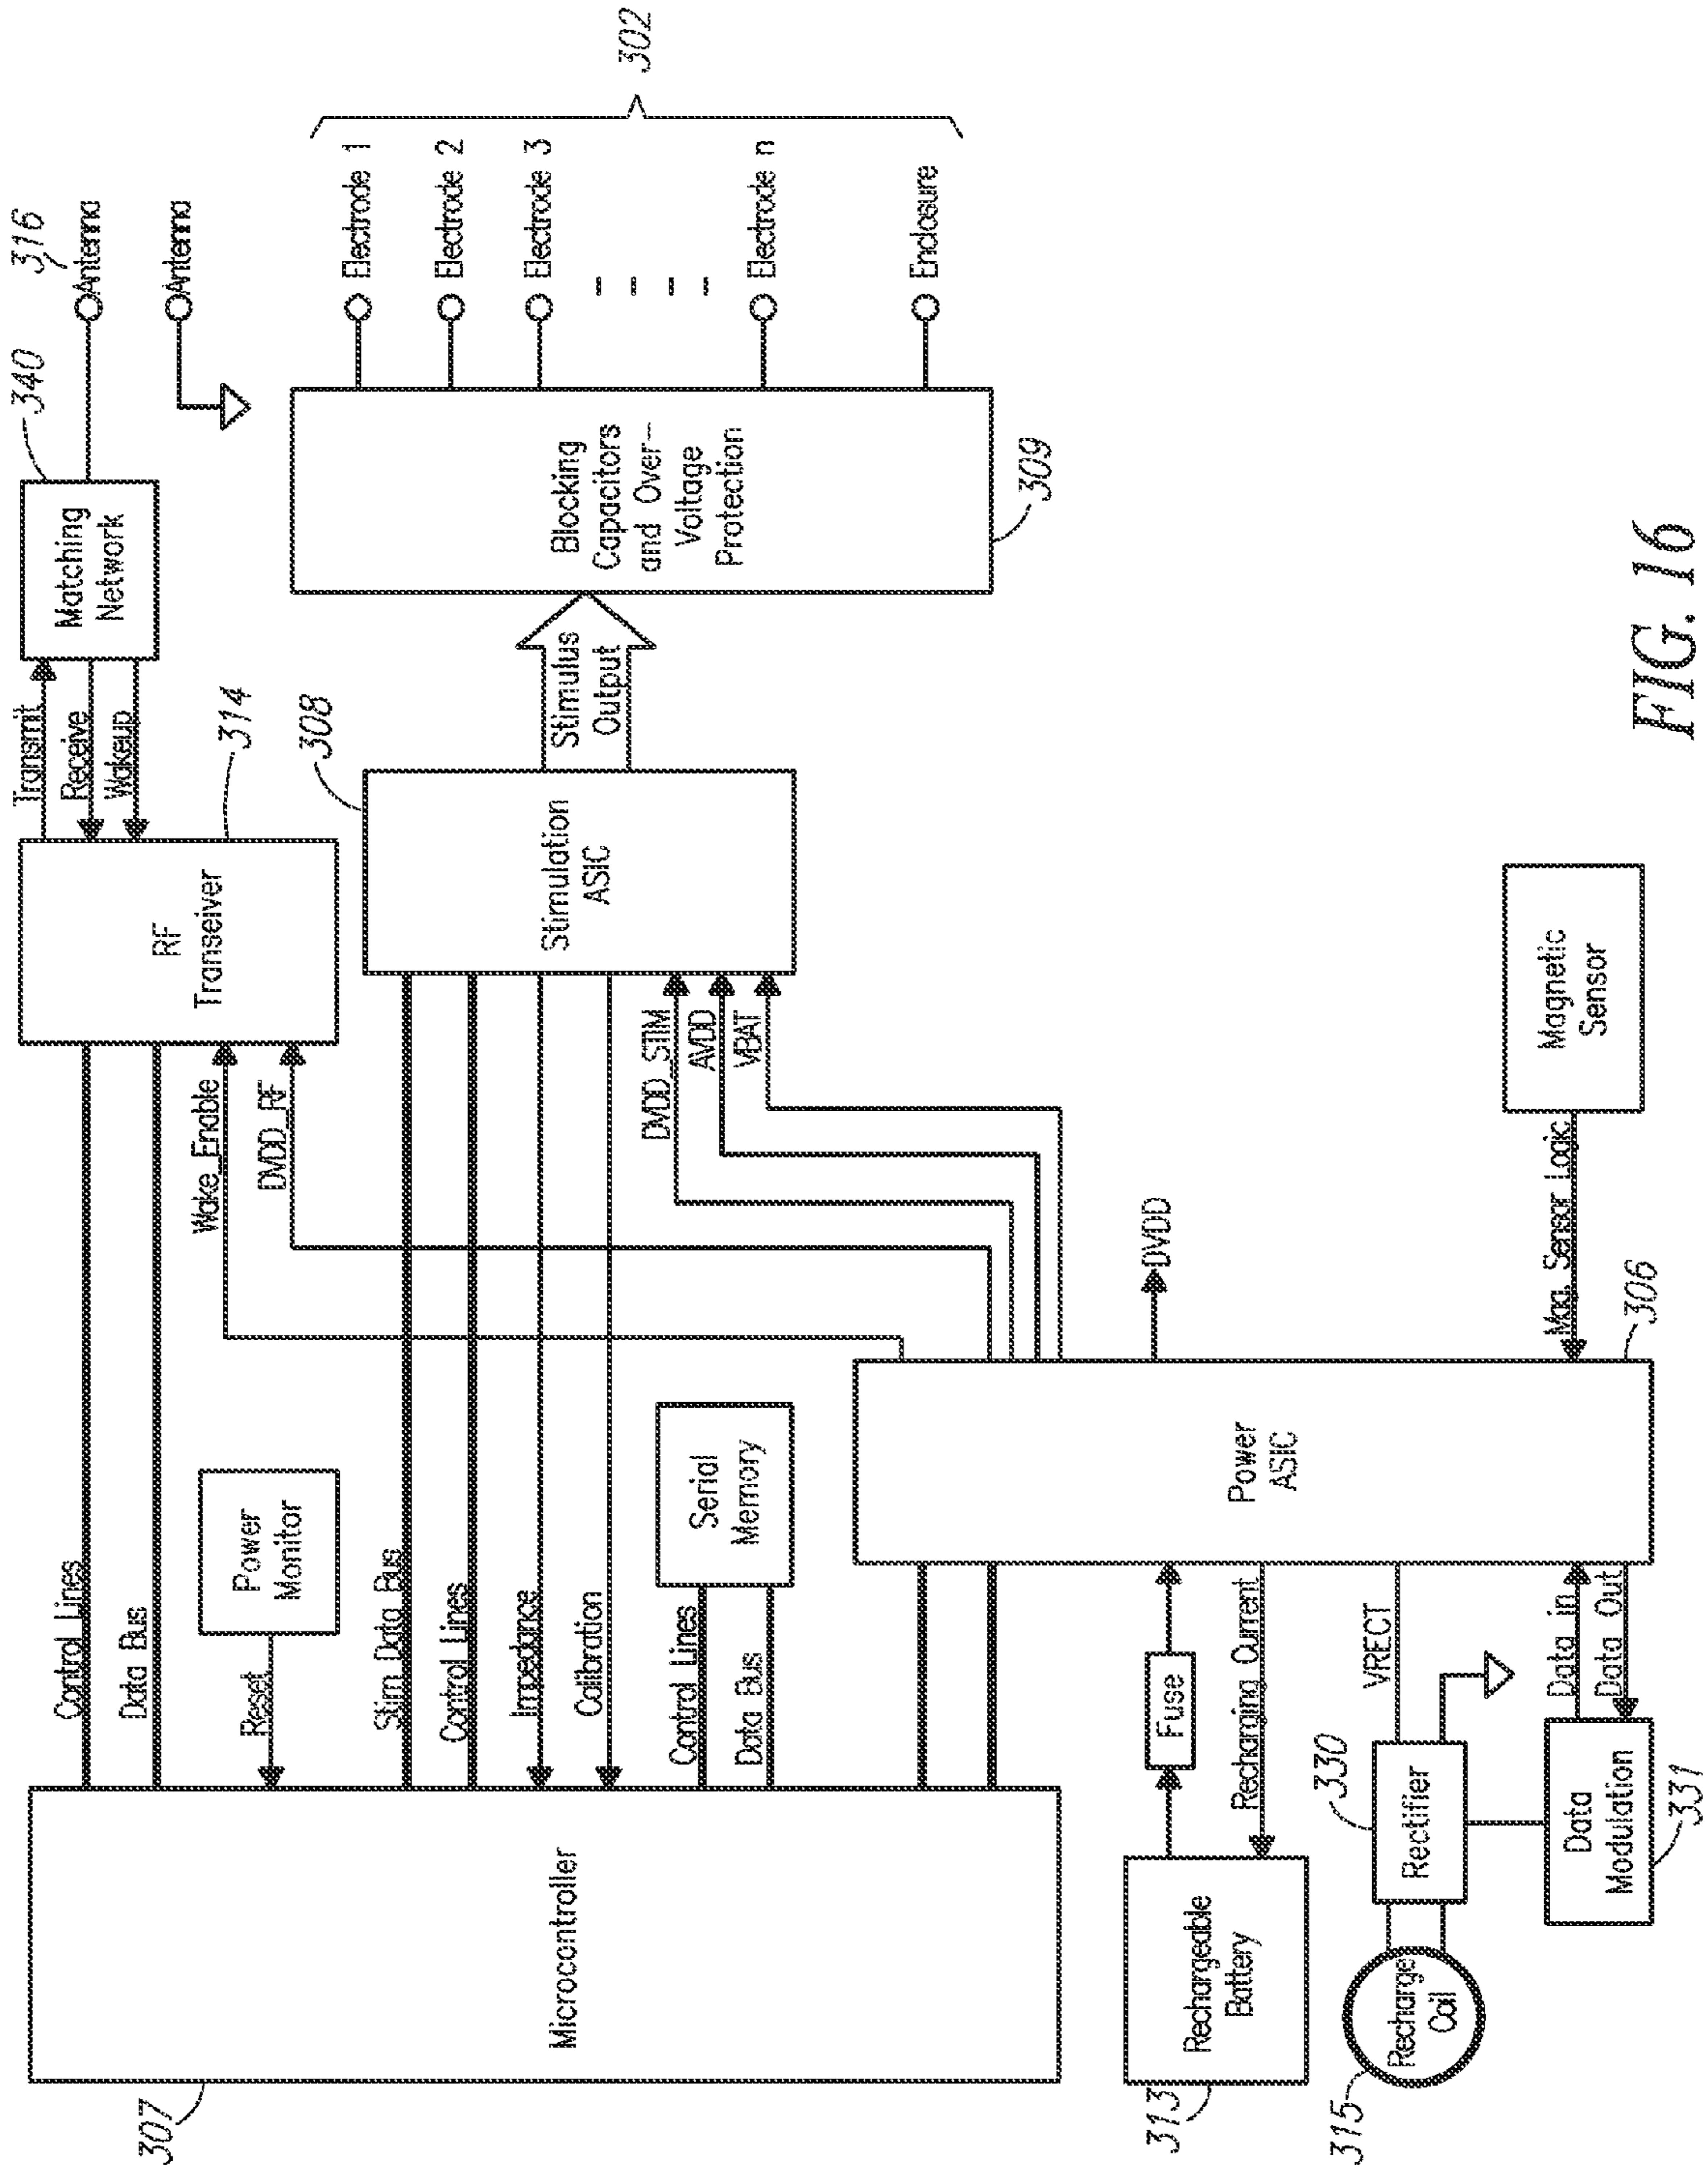 Control Lines
Data Bus
RF
Transeiver
314
Transmit
Receive
Wakeup
Matching
Network
340
316
Antenna
Antenna
Wake_Enable
DVDD_RF
Power
Monitor
Reset
307
Microcontroller
Stim Data Bus
Control Lines
Impedance
Calibration
DVDD_STIM
AVDD
VBAT
308
Stimulation
ASIC
Stimulus
Output
Blocking
Capacitors
and Over-
Voltage
Protection
309
Electrode 1
Electrode 2
Electrode 3
Electrode n
Enclosure
302
Control Lines
Data Bus
Serial
Memory
Power
ASIC
306
DVDD
313
Rechargeable
Battery
Fuse
Recharging Current
315
Recharge
Coil
330
Rectifier
VRECT
331
Data
Modulation
Data in
Data Out
Mag. Sensor Logic
Magnetic
Sensor
FIG. 16